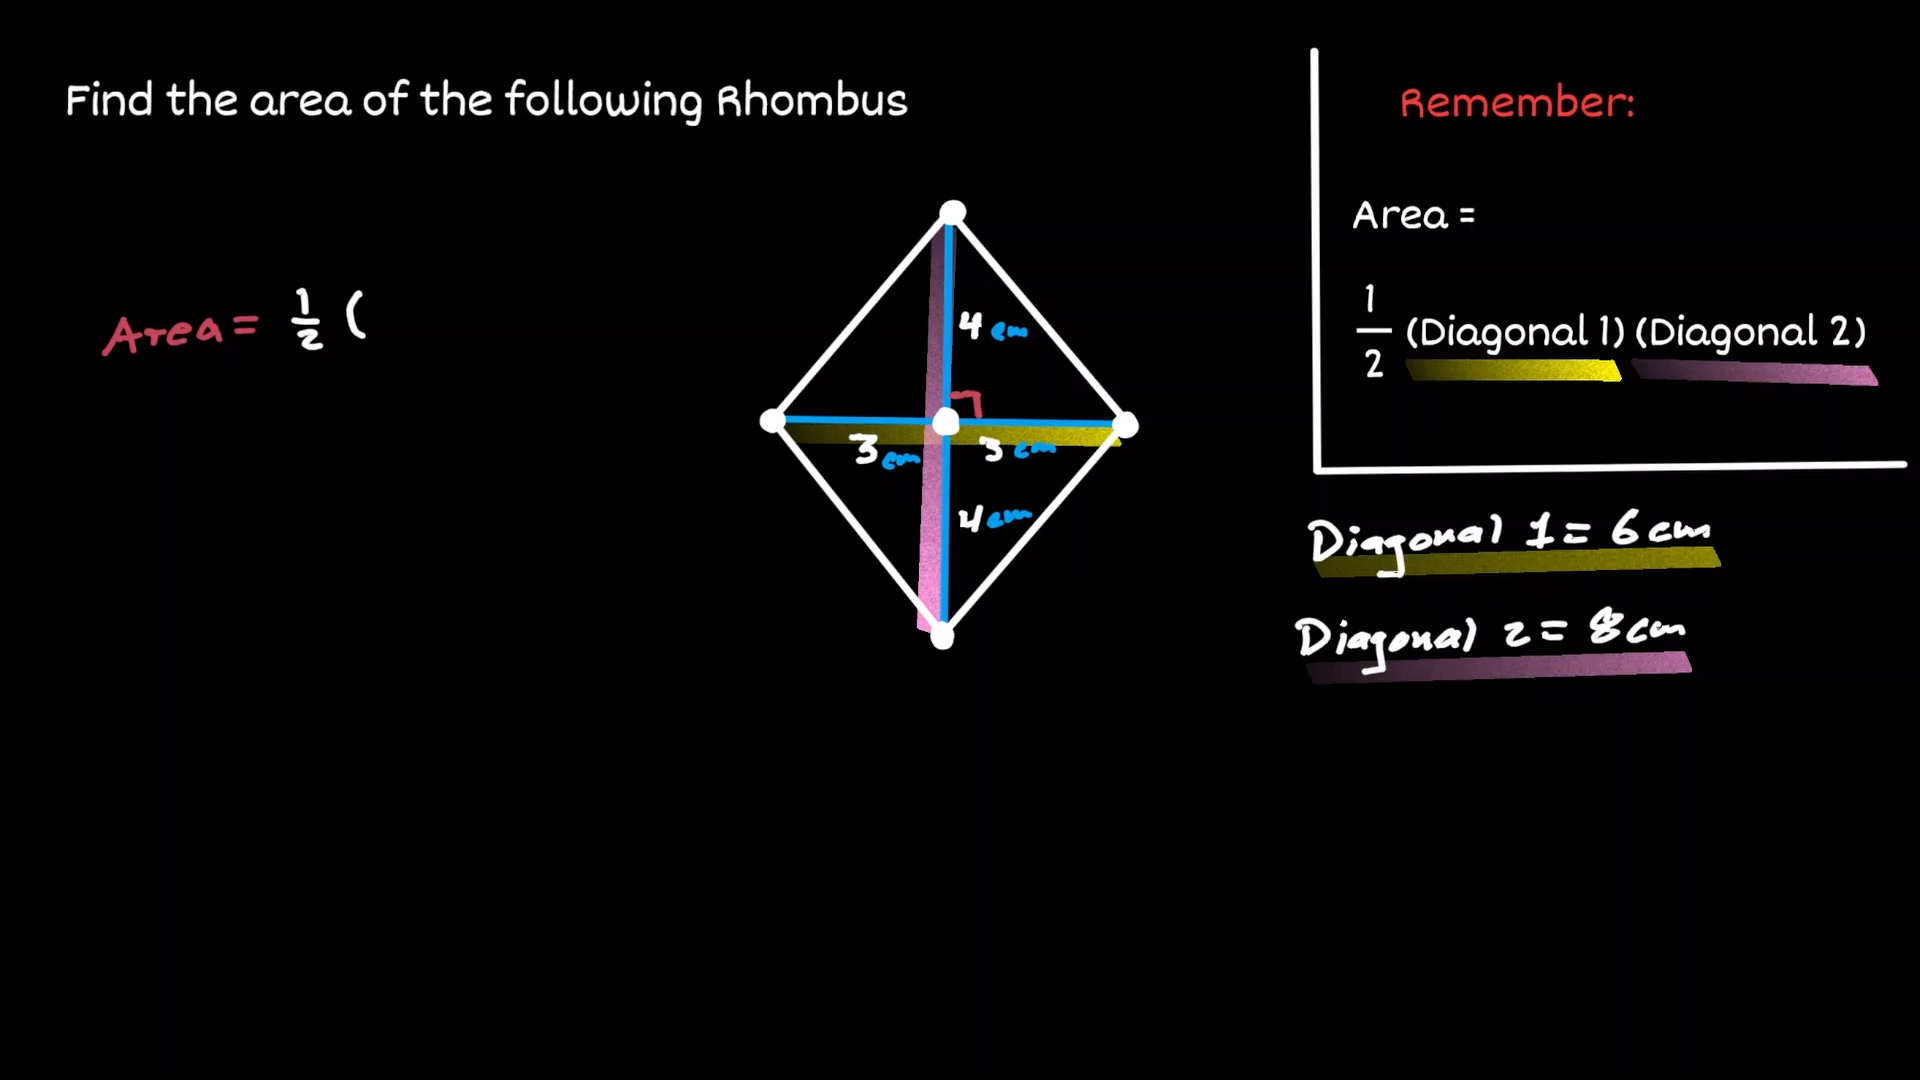 Find the area of the following Rhombus
Remember:
Area =
1/2 (Diagonal 1) (Diagonal 2)
Area = 1/2 (
4 cm
3 cm 3 cm
4 cm
Diagonal 1 = 6 cm
Diagonal 2 = 8 cm